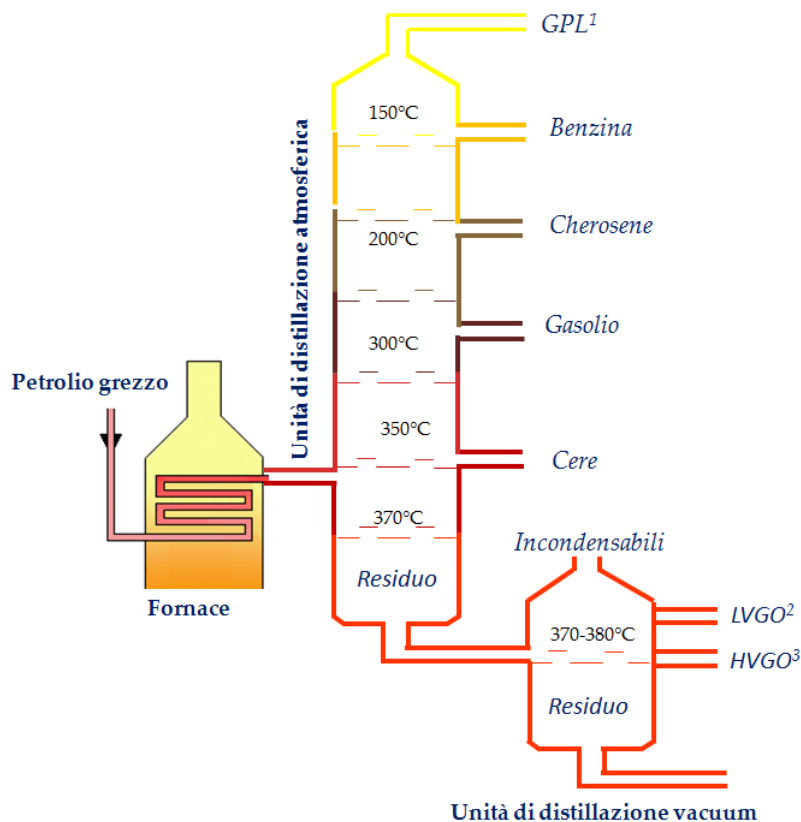 GPL¹
150°C
Benzina
Unità di distillazione atmosferica
Cherosene
200°C
Gasolio
300°C
Petrolio grezzo
350°C
Cere
370°C
Incondensabili
Residuo
Fornace
LVGO²
370-380°C
HVGO³
Residuo
Unità di distillazione vacuum